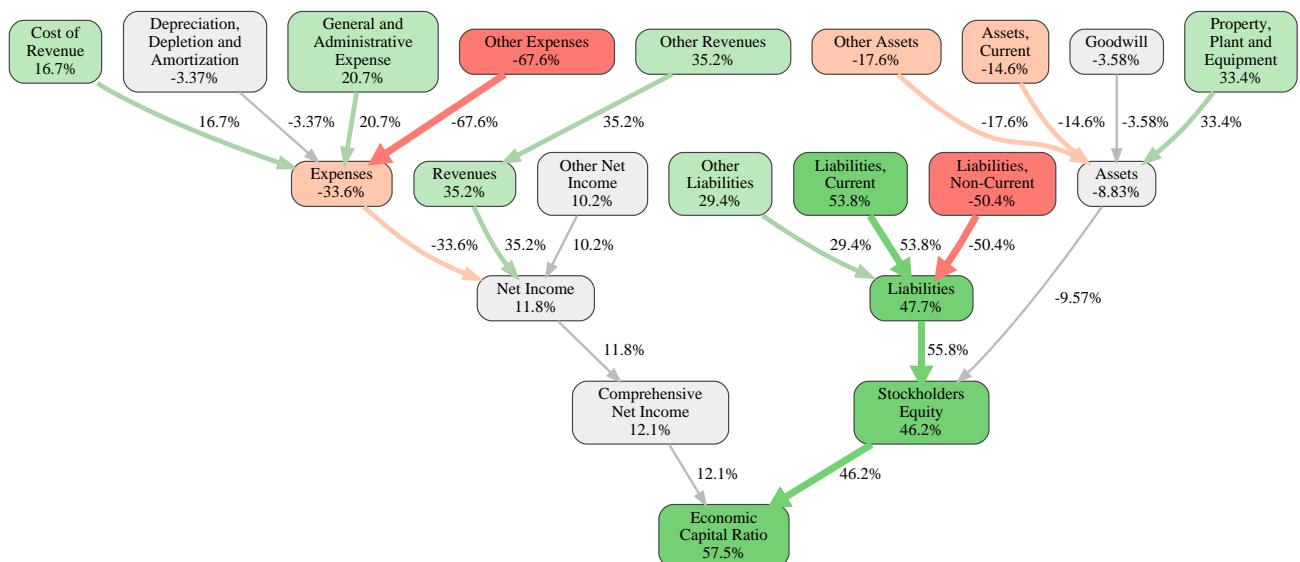 Cost of
Revenue
16.7%
Depreciation,
Depletion and
Amortization
-3.37%
General and
Administrative
Expense
20.7%
Other Expenses
-67.6%
Other Revenues
35.2%
Other Assets
-17.6%
Assets,
Current
-14.6%
Goodwill
-3.58%
Property,
Plant and
Equipment
33.4%
16.7%
-3.37%
20.7%
-67.6%
35.2%
-17.6%
-14.6%
-3.58%
33.4%
Expenses
-33.6%
Revenues
35.2%
Other Net
Income
10.2%
Other
Liabilities
29.4%
Liabilities,
Current
53.8%
Liabilities,
Non-Current
-50.4%
Assets
-8.83%
-33.6%
35.2%
10.2%
29.4%
53.8%
-50.4%
-9.57%
Net Income
11.8%
Liabilities
47.7%
11.8%
55.8%
Comprehensive
Net Income
12.1%
Stockholders
Equity
46.2%
12.1%
46.2%
Economic
Capital Ratio
57.5%